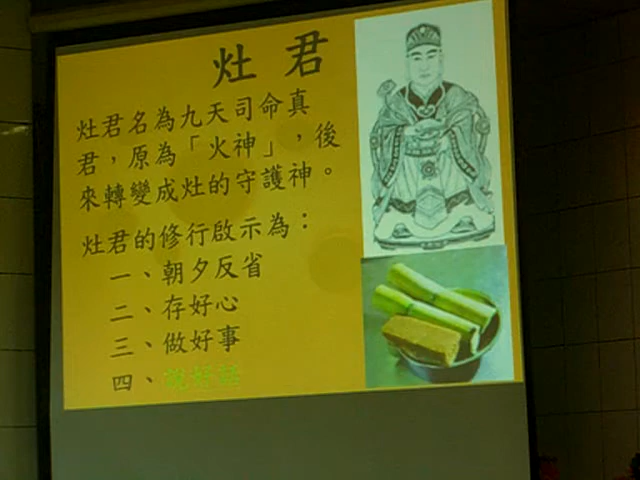 灶君
灶君名為九天司命真
君，原為「火神」，後
來轉變成灶的守護神。
灶君的修行啟示為：
一、朝夕反省
二、存好心
三、做好事
四、說好話